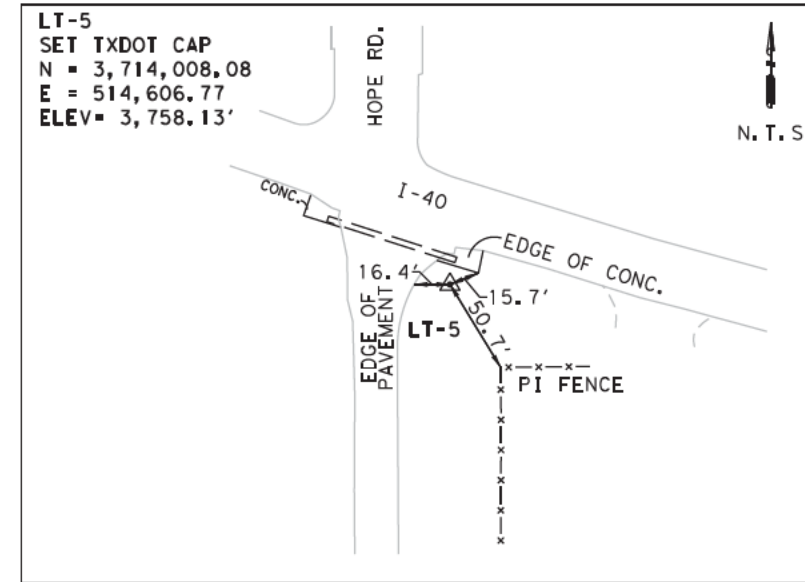 LT-5
SET TXDOT CAP
N = 3,714,008.08
E = 514,606.77
ELEV= 3,758.13'
HOPE RD.
N.T.S
I-40
CONC.
EDGE OF CONC.
16.4'
15.7'
50.7'
LT-5
EDGE OF
PAVEMENT
PI FENCE